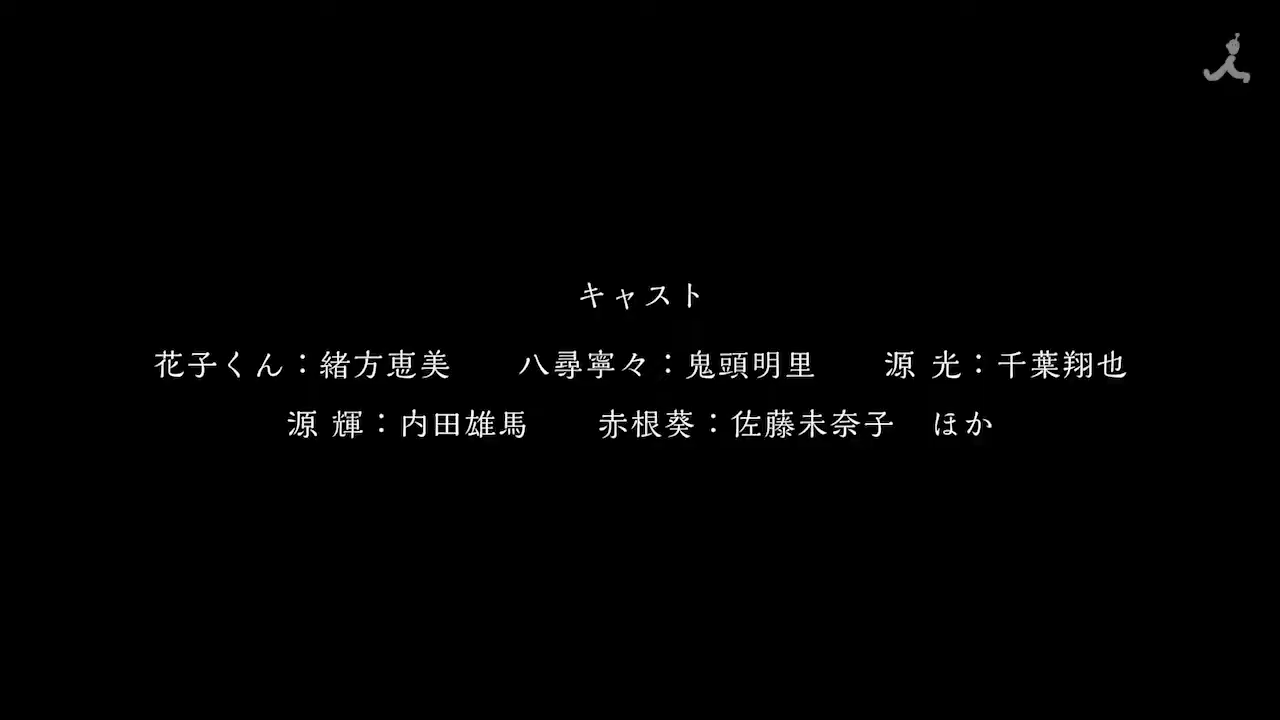 キャスト
花子くん：緒方恵美　　八尋寧々：鬼頭明里　　源 光：千葉翔也
源 輝：内田雄馬　　赤根葵：佐藤未奈子　ほか